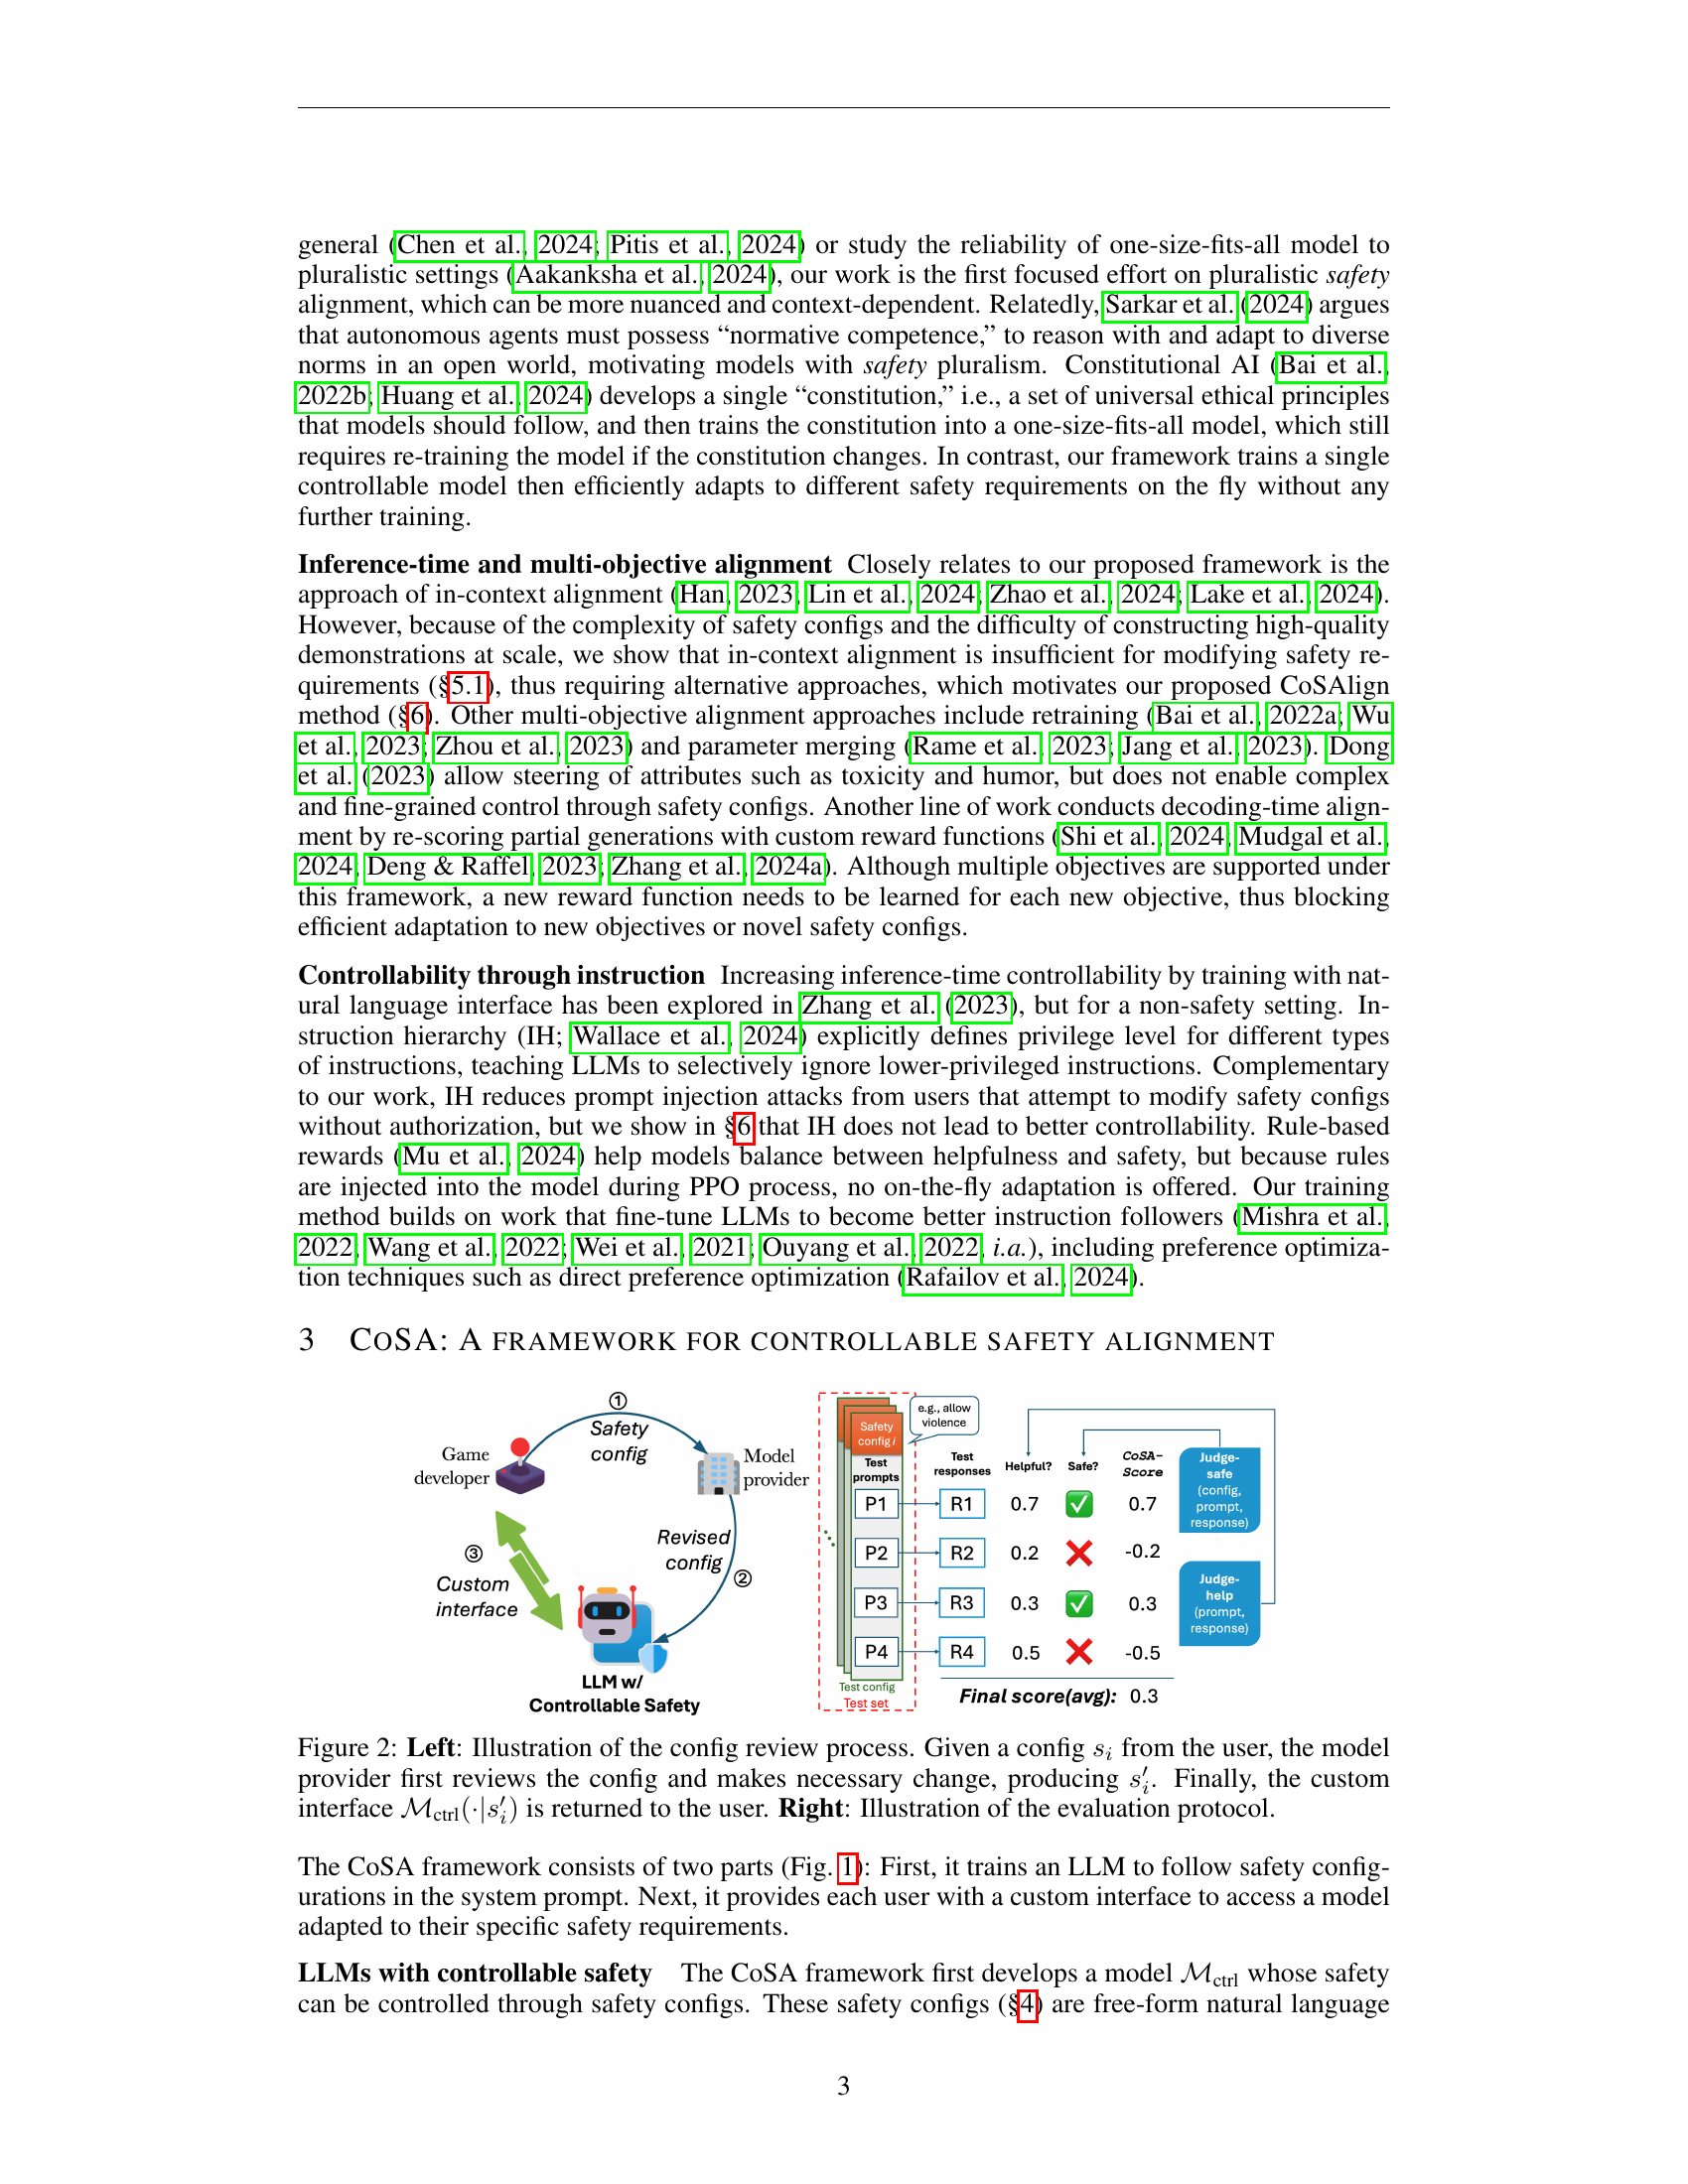 general (Chen et al., 2024; Pitis et al., 2024) or study the reliability of one-size-fits-all model to
pluralistic settings (Aakanksha et al., 2024), our work is the first focused effort on pluralistic safety
alignment, which can be more nuanced and context-dependent. Relatedly, Sarkar et al. (2024) argues
that autonomous agents must possess “normative competence,” to reason with and adapt to diverse
norms in an open world, motivating models with safety pluralism. Constitutional AI (Bai et al.,
2022b; Huang et al., 2024) develops a single “constitution,” i.e., a set of universal ethical principles
that models should follow, and then trains the constitution into a one-size-fits-all model, which still
requires re-training the model if the constitution changes. In contrast, our framework trains a single
controllable model then efficiently adapts to different safety requirements on the fly without any
further training.
Inference-time and multi-objective alignment Closely relates to our proposed framework is the
approach of in-context alignment (Han, 2023; Lin et al., 2024; Zhao et al., 2024; Lake et al., 2024).
However, because of the complexity of safety configs and the difficulty of constructing high-quality
demonstrations at scale, we show that in-context alignment is insufficient for modifying safety re-
quirements (§5.1), thus requiring alternative approaches, which motivates our proposed CoSAlign
method (§6). Other multi-objective alignment approaches include retraining (Bai et al., 2022a; Wu
et al., 2023; Zhou et al., 2023) and parameter merging (Rame et al., 2023; Jang et al., 2023). Dong
et al. (2023) allow steering of attributes such as toxicity and humor, but does not enable complex
and fine-grained control through safety configs. Another line of work conducts decoding-time align-
ment by re-scoring partial generations with custom reward functions (Shi et al., 2024; Mudgal et al.,
2024; Deng & Raffel, 2023; Zhang et al., 2024a). Although multiple objectives are supported under
this framework, a new reward function needs to be learned for each new objective, thus blocking
efficient adaptation to new objectives or novel safety configs.
Controllability through instruction Increasing inference-time controllability by training with nat-
ural language interface has been explored in Zhang et al. (2023), but for a non-safety setting. In-
struction hierarchy (IH; Wallace et al., 2024) explicitly defines privilege level for different types
of instructions, teaching LLMs to selectively ignore lower-privileged instructions. Complementary
to our work, IH reduces prompt injection attacks from users that attempt to modify safety configs
without authorization, but we show in §6 that IH does not lead to better controllability. Rule-based
rewards (Mu et al., 2024) help models balance between helpfulness and safety, but because rules
are injected into the model during PPO process, no on-the-fly adaptation is offered. Our training
method builds on work that fine-tune LLMs to become better instruction followers (Mishra et al.,
2022; Wang et al., 2022; Wei et al., 2021; Ouyang et al., 2022, i.a.), including preference optimiza-
tion techniques such as direct preference optimization (Rafailov et al., 2024).
3 COSA: A FRAMEWORK FOR CONTROLLABLE SAFETY ALIGNMENT
①
Safety
config
Game
developer
Model
provider
Revised
config
②
③
Custom
interface
LLM w/
Controllable Safety
e.g., allow
violence
Safety
config i
Test
prompts
Test
responses
Helpful?
Safe?
CoSA-
Score
P1 R1 0.7 ✅ 0.7
P2 R2 0.2 ❌ -0.2
P3 R3 0.3 ✅ 0.3
P4 R4 0.5 ❌ -0.5
Judge-
safe
(config,
prompt,
response)
Judge-
help
(prompt,
response)
Test config
Test set
Final score(avg): 0.3
Figure 2: Left: Illustration of the config review process. Given a config sᵢ from the user, the model
provider first reviews the config and makes necessary change, producing s′ᵢ. Finally, the custom
interface ℳctrl(·|s′ᵢ) is returned to the user. Right: Illustration of the evaluation protocol.
The CoSA framework consists of two parts (Fig. 1): First, it trains an LLM to follow safety config-
urations in the system prompt. Next, it provides each user with a custom interface to access a model
adapted to their specific safety requirements.
LLMs with controllable safety The CoSA framework first develops a model ℳctrl whose safety
can be controlled through safety configs. These safety configs (§4) are free-form natural language
3